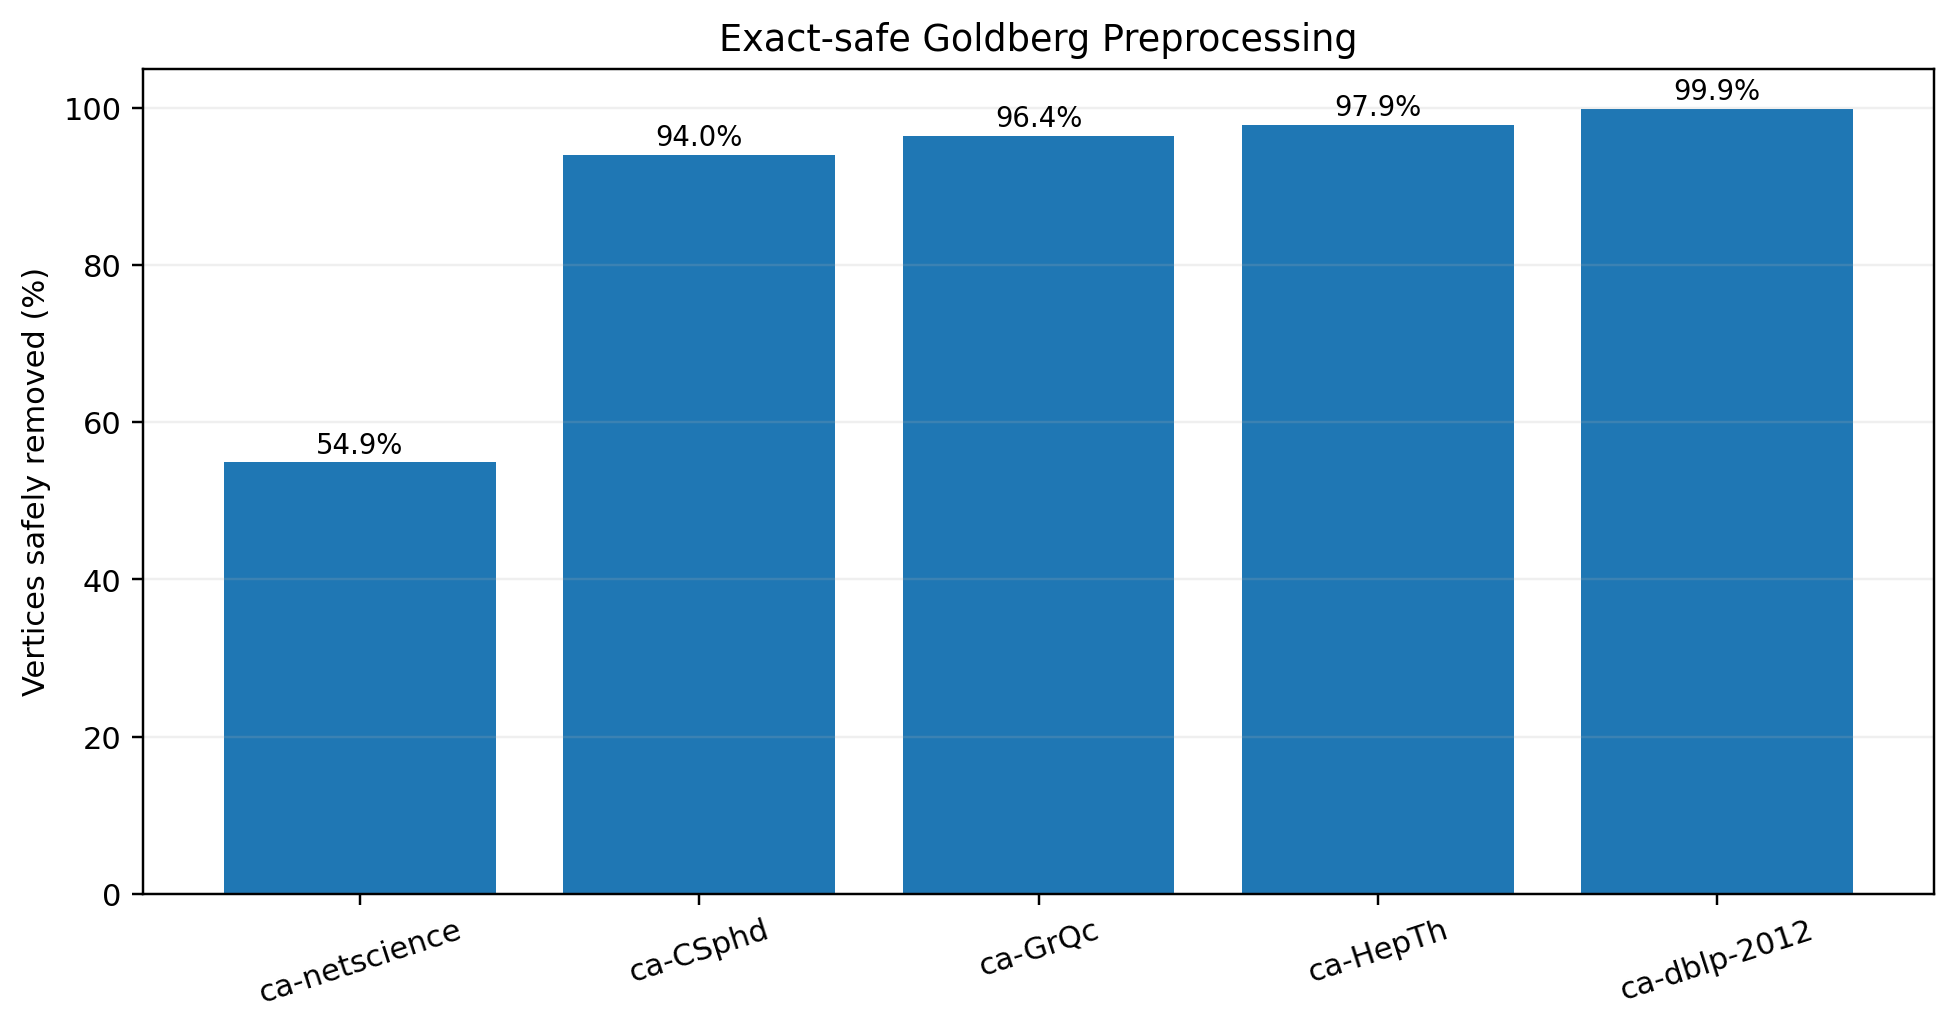 Exact-safe Goldberg Preprocessing
Vertices safely removed (%)
100
80
60
40
20
0
54.9%
94.0%
96.4%
97.9%
99.9%
ca-netscience
ca-CSphd
ca-GrQc
ca-HepTh
ca-dblp-2012